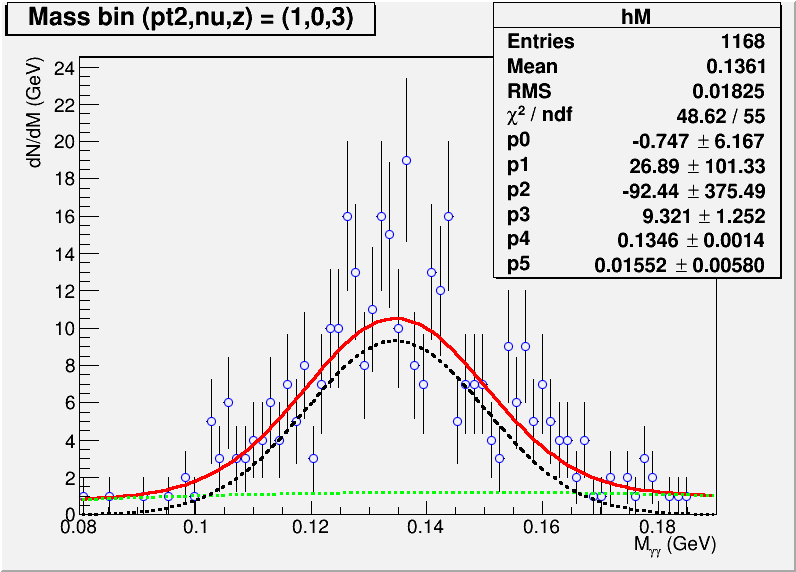 Mass bin (pt2,nu,z) = (1,0,3)
hM
Entries 1168
Mean 0.1361
RMS 0.01825
χ² / ndf 48.62 / 55
p0 -0.747 ± 6.167
p1 26.89 ± 101.33
p2 -92.44 ± 375.49
p3 9.321 ± 1.252
p4 0.1346 ± 0.0014
p5 0.01552 ± 0.00580
dN/dM (GeV)
24
22
20
18
16
14
12
10
8
6
4
2
0
0.08 0.1 0.12 0.14 0.16 0.18
Mγγ (GeV)